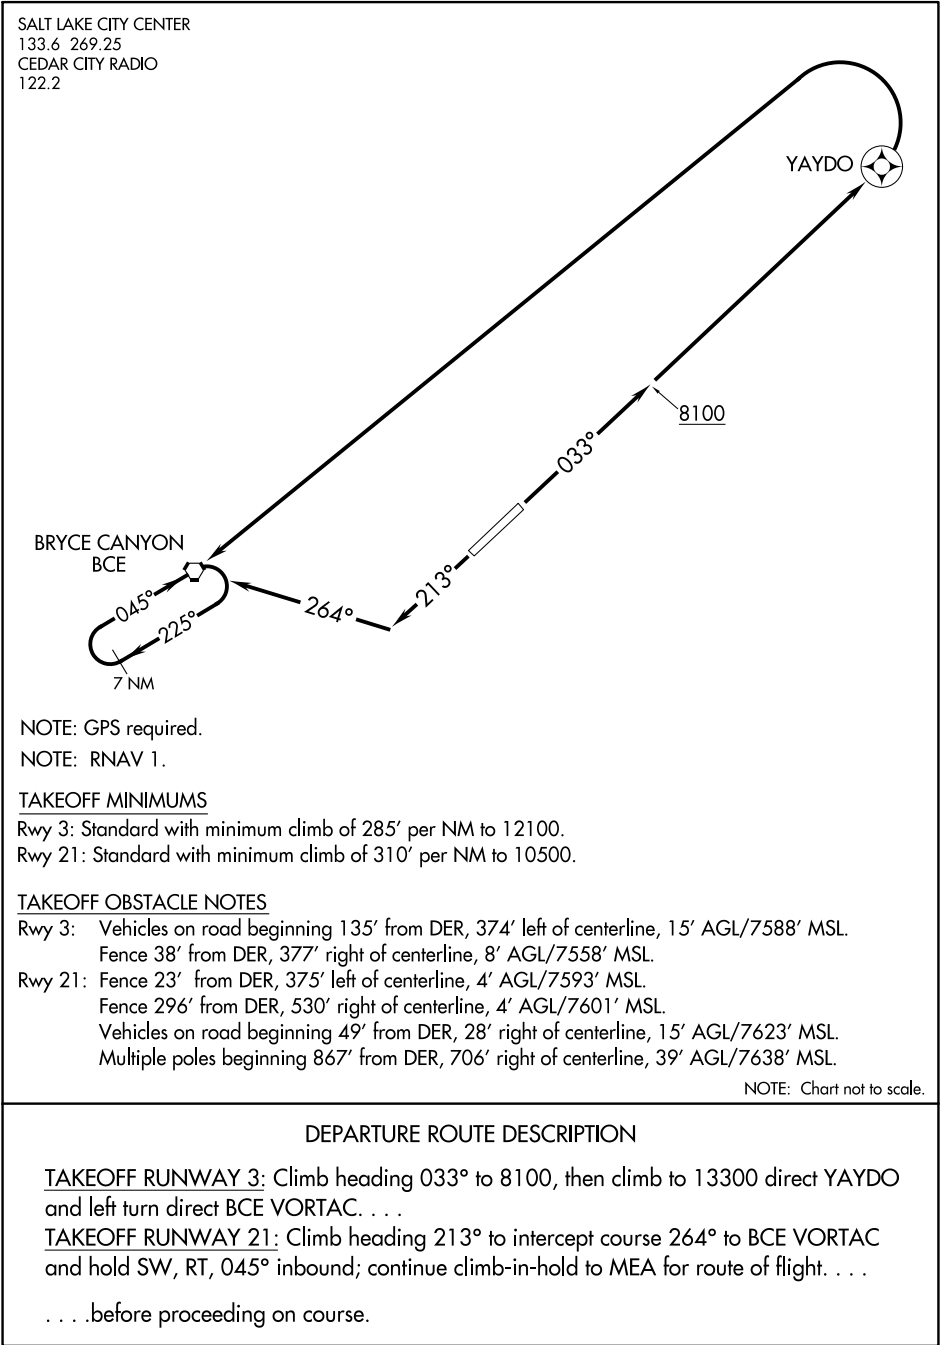 SALT LAKE CITY CENTER
133.6 269.25
CEDAR CITY RADIO
122.2
YAYDO
8100
033°
BRYCE CANYON
BCE
213°
045°
264°
225°
7 NM
NOTE: GPS required.
NOTE: RNAV 1.
TAKEOFF MINIMUMS
Rwy 3: Standard with minimum climb of 285' per NM to 12100.
Rwy 21: Standard with minimum climb of 310' per NM to 10500.
TAKEOFF OBSTACLE NOTES
Rwy 3: Vehicles on road beginning 135' from DER, 374' left of centerline, 15' AGL/7588' MSL.
Fence 38' from DER, 377' right of centerline, 8' AGL/7558' MSL.
Rwy 21: Fence 23' from DER, 375' left of centerline, 4' AGL/7593' MSL.
Fence 296' from DER, 530' right of centerline, 4' AGL/7601' MSL.
Vehicles on road beginning 49' from DER, 28' right of centerline, 15' AGL/7623' MSL.
Multiple poles beginning 867' from DER, 706' right of centerline, 39' AGL/7638' MSL.
NOTE: Chart not to scale.
DEPARTURE ROUTE DESCRIPTION
TAKEOFF RUNWAY 3: Climb heading 033° to 8100, then climb to 13300 direct YAYDO
and left turn direct BCE VORTAC. . . .
TAKEOFF RUNWAY 21: Climb heading 213° to intercept course 264° to BCE VORTAC
and hold SW, RT, 045° inbound; continue climb-in-hold to MEA for route of flight. . . .
. . . .before proceeding on course.